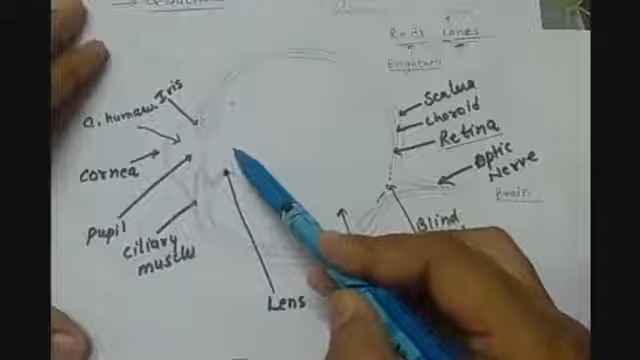 Rods cones
Iris
a. humour
Cornea
Pupil
Ciliary
muscle
Lens
Sclera
Choroid
Retina
Optic
Nerve
Brain
Blind